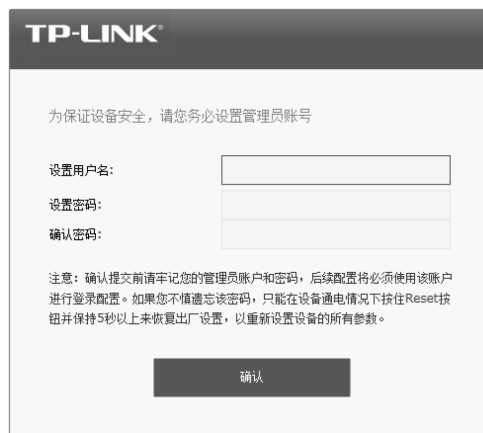 TP-LINK®
为保证设备安全，请您务必设置管理员账号
设置用户名:
设置密码:
确认密码:
注意：确认提交前请牢记您的管理员账户和密码，后续配置将必须使用该账户
进行登录配置。如果您不慎遗忘该密码，只能在设备通电情况下按住Reset按
钮并保持5秒以上来恢复出厂设置，以重新设置设备的所有参数。
确认